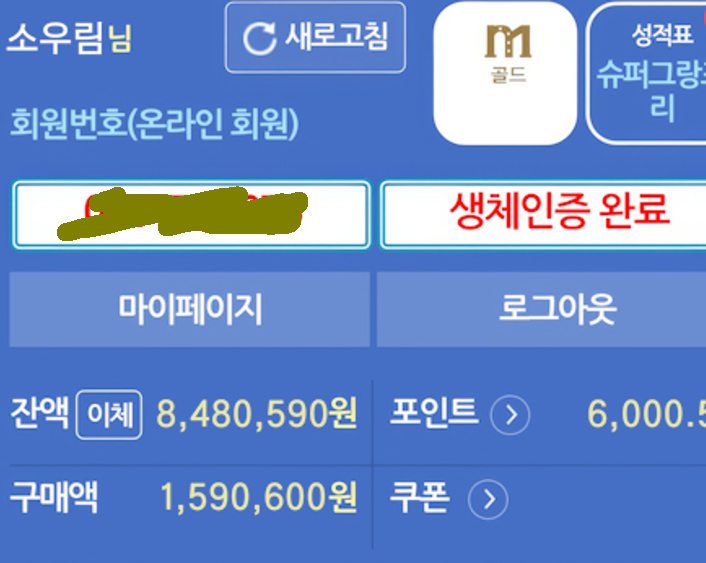 소우림님
새로고침
m
골드
성적표
슈퍼그랑
리
회원번호(온라인 회원)
생체인증 완료
마이페이지
로그아웃
잔액 이체 8,480,590원
포인트 6,000.5
구매액 1,590,600원
쿠폰